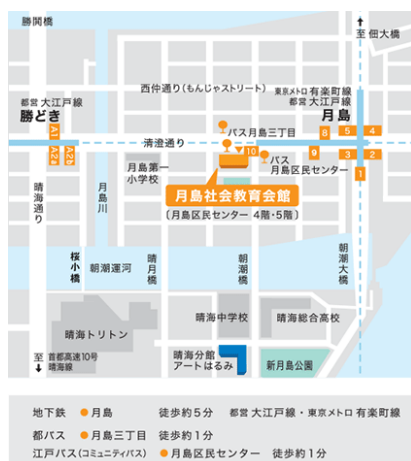 勝鬨橋
至 佃大橋
西仲通り(もんじゃストリート)
東京メトロ 有楽町線
都営 大江戸線
月島
都営 大江戸線
勝どき
バス月島三丁目
清澄通り
A1
A2a
A2b
10
8
5
4
9
3
2
1
バス
月島区民センター
月島第一
小学校
月島社会教育会館
〔月島区民センター 4階・5階〕
晴海通り
月島川
桜小橋
朝潮運河
晴月橋
朝潮橋
朝潮大橋
晴海トリトン
晴海中学校
晴海総合高校
晴海分館
アートはるみ
新月島公園
至 首都高速10号
晴海線
地下鉄 ●月島 徒歩約5分 都営 大江戸線・東京メトロ 有楽町線
都バス ●月島三丁目 徒歩約1分
江戸バス(コミュニティバス) ●月島区民センター 徒歩約1分